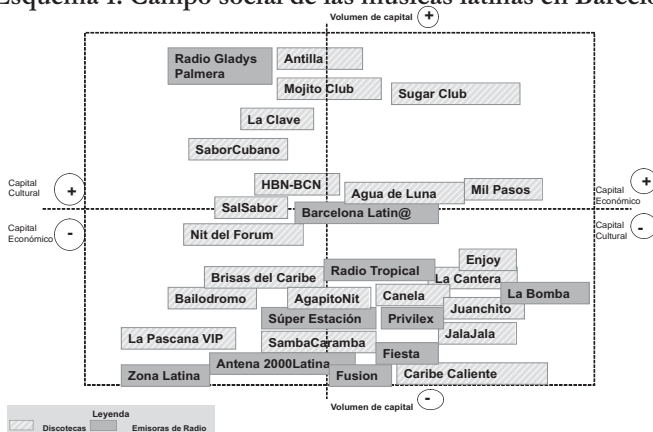 Esquema 1. Campo social de las músicas latinas en Barcelo
Volumen de capital +
Radio Gladys
Palmera
Antilla
Mojito Club
Sugar Club
La Clave
SaborCubano
Capital
Cultural
+
HBN-BCN
Agua de Luna
Mil Pasos
+
Capital
Económico
SalSabor
Barcelona Latin@
Capital
Económico
-
Nit del Forum
Capital
Cultural
-
Enjoy
Brisas del Caribe
Radio Tropical
La Cantera
Bailodromo
AgapitoNit
Canela
La Bomba
Juanchito
Súper Estación
Privilex
La Pascana VIP
SambaCaramba
JalaJala
Fiesta
Antena 2000Latina
Zona Latina
Fusion
Caribe Caliente
Volumen de capital -
Leyenda
Discotecas
Emisoras de Radio